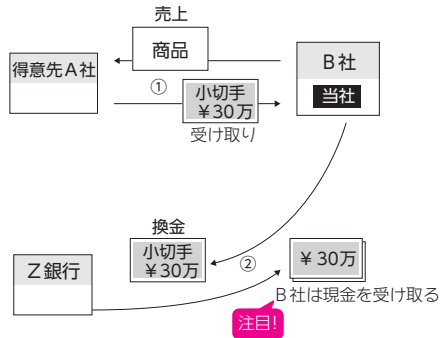 売上
商品
得意先A社
B社
当社
①
小切手
￥30万
受け取り
換金
小切手
￥30万
②
￥30万
Z銀行
B社は現金を受け取る
注目!